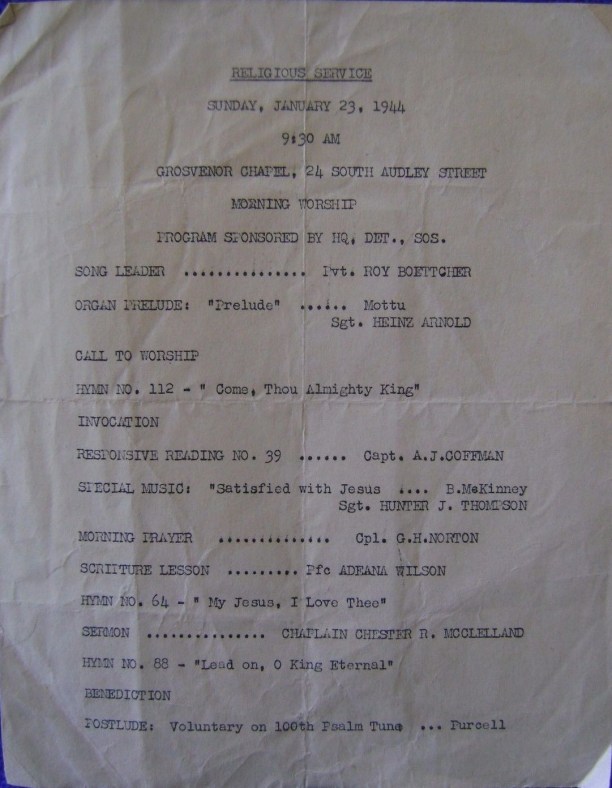 RELIGIOUS SERVICE
SUNDAY, JANUARY 23, 1944
9:30 AM
GROSVENOR CHAPEL, 24 SOUTH AUDLEY STREET
MORNING WORSHIP
PROGRAM SPONSORED BY HQ, DET., SOS.
SONG LEADER ............... Pvt. ROY BOETTCHER
ORGAN PRELUDE: "Prelude" ...... Mottu
Sgt. HEINZ ARNOLD
CALL TO WORSHIP
HYMN NO. 112 - " Come, Thou Almighty King"
INVOCATION
RESPONSIVE READING NO. 39 ...... Capt. A.J.COFFMAN
SPECIAL MUSIC: "Satisfied with Jesus .... B.McKinney
Sgt. HUNTER J. THOMPSON
MORNING PRAYER .............. Cpl. G.H.NORTON
SCRIPTURE LESSON ......... Pfc ADEANA WILSON
HYMN NO. 64 - " My Jesus, I Love Thee"
SERMON ............... CHAPLAIN CHESTER R. MCCLELLAND
HYMN NO. 88 - "Lead on, O King Eternal"
BENEDICTION
POSTLUDE: Voluntary on 100th Psalm Tune ... Purcell